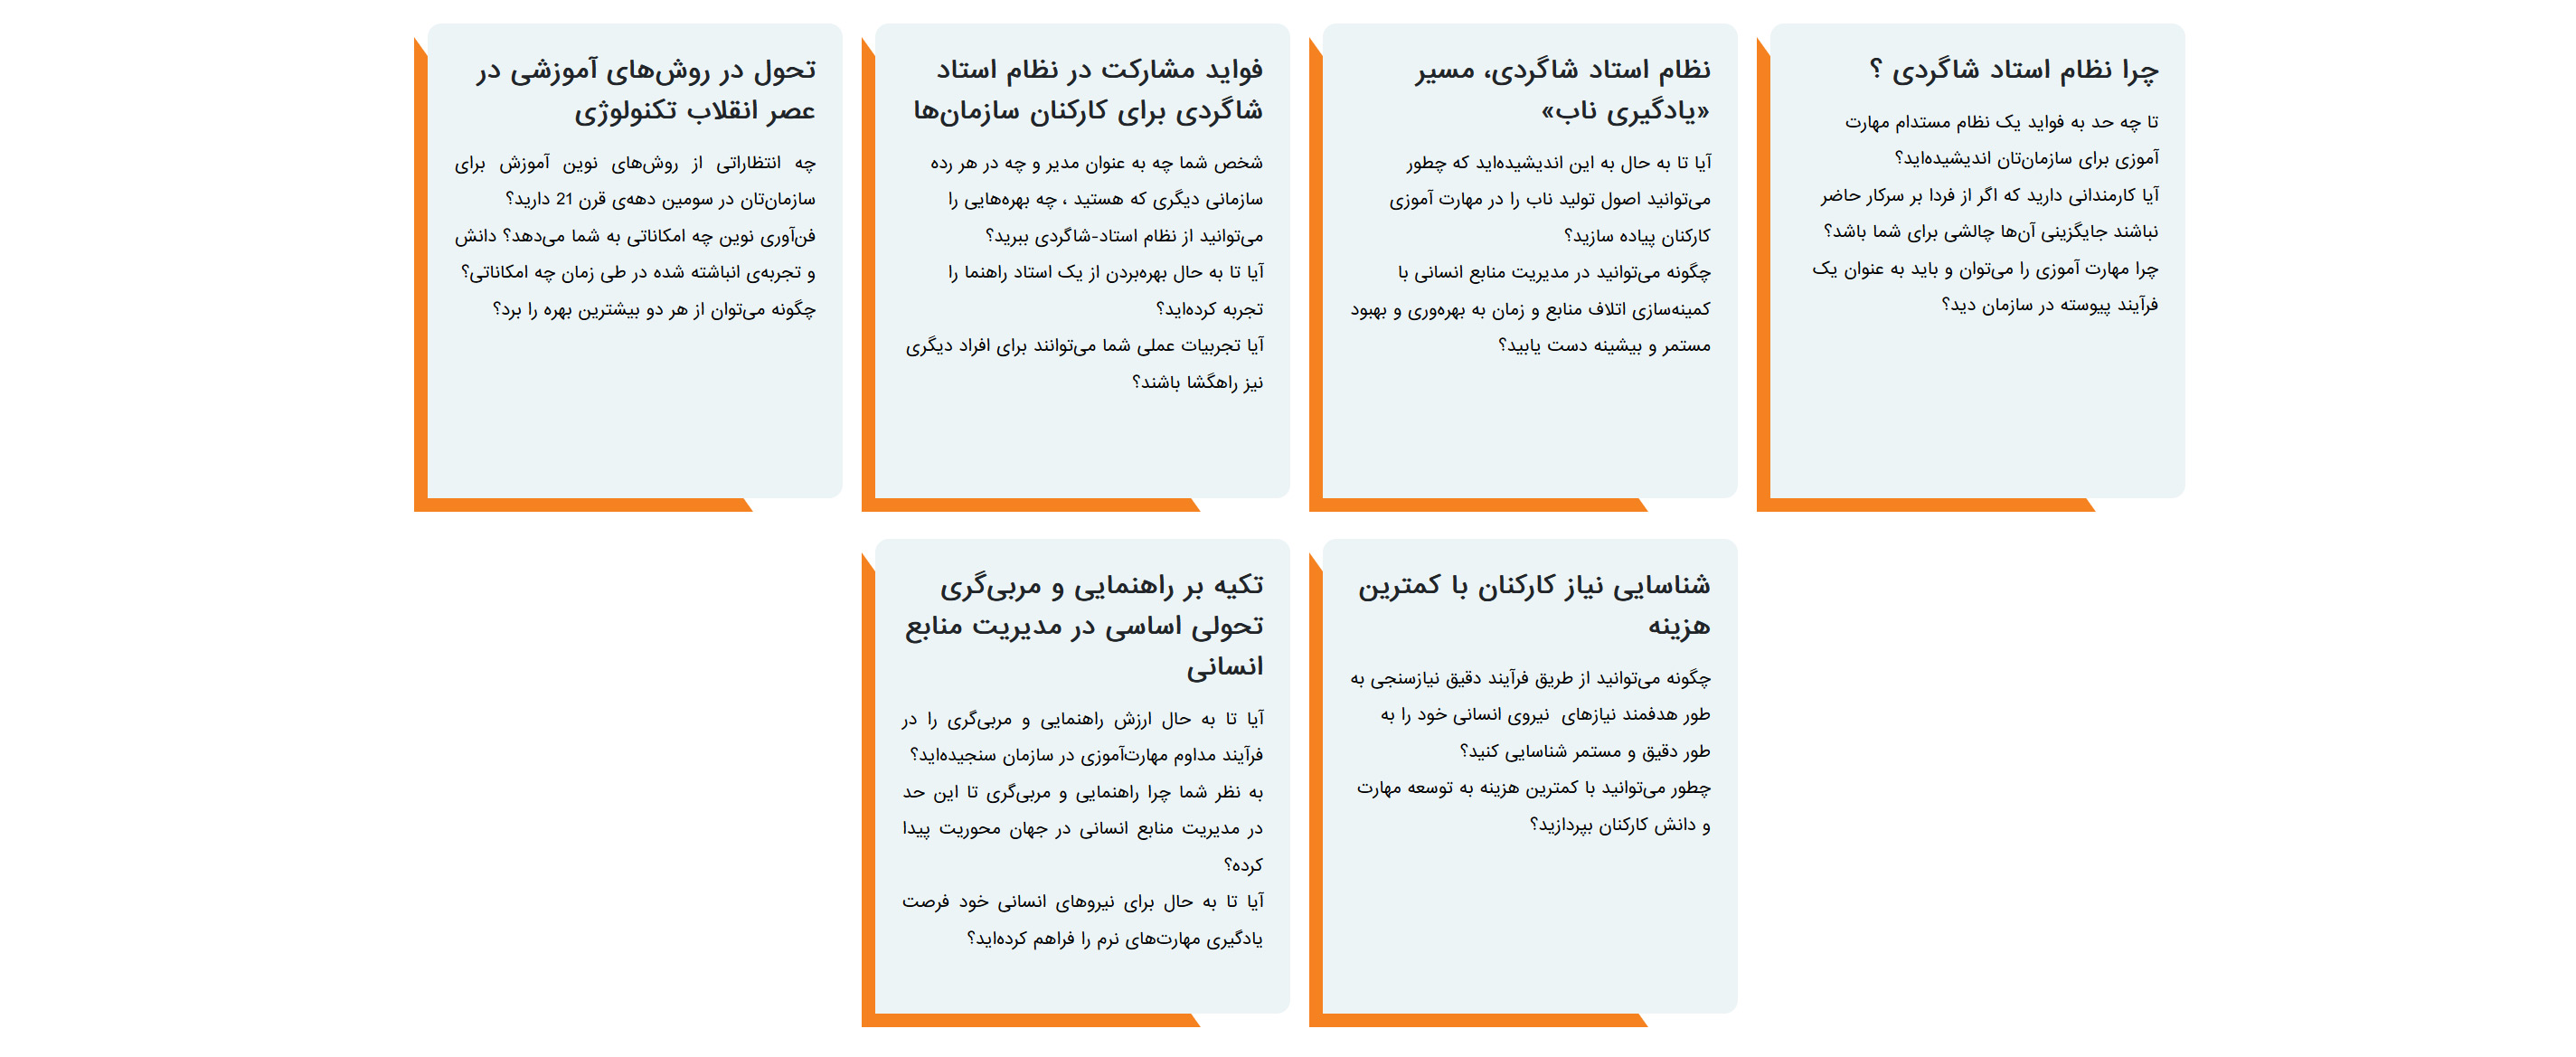 چرا نظام استاد شاگردی ؟
تا چه حد به فواید یک نظام مستدام مهارت
آموزی برای سازمان‌تان اندیشیده‌اید؟
آیا کارمندانی دارید که اگر از فردا بر سرکار حاضر
نباشند جایگزینی آن‌ها چالشی برای شما باشد؟
چرا مهارت آموزی را می‌توان و باید به عنوان یک
فرآیند پیوسته در سازمان دید؟
نظام استاد شاگردی، مسیر
«یادگیری ناب»
آیا تا به حال به این اندیشیده‌اید که چطور
می‌توانید اصول تولید ناب را در مهارت آموزی
کارکنان پیاده سازید؟
چگونه می‌توانید در مدیریت منابع انسانی با
کمینه‌سازی اتلاف منابع و زمان به بهره‌وری و بهبود
مستمر و بیشینه دست یابید؟
فواید مشارکت در نظام استاد
شاگردی برای کارکنان سازمان‌ها
شخص شما چه به عنوان مدیر و چه در هر رده
سازمانی دیگری که هستید ، چه بهره‌هایی را
می‌توانید از نظام استاد-شاگردی ببرید؟
آیا تا به حال بهره‌بردن از یک استاد راهنما را
تجربه کرده‌اید؟
آیا تجربیات عملی شما می‌توانند برای افراد دیگری
نیز راهگشا باشند؟
تحول در روش‌های آموزشی در
عصر انقلاب تکنولوژی
چه انتظاراتی از روش‌های نوین آموزش برای
سازمان‌تان در سومین دهه‌ی قرن 21 دارید؟
فن‌آوری نوین چه امکاناتی به شما می‌دهد؟ دانش
و تجربه‌ی انباشته شده در طی زمان چه امکاناتی؟
چگونه می‌توان از هر دو بیشترین بهره را برد؟
شناسایی نیاز کارکنان با کمترین
هزینه
چگونه می‌توانید از طریق فرآیند دقیق نیازسنجی به
طور هدفمند نیازهای  نیروی انسانی خود را به
طور دقیق و مستمر شناسایی کنید؟
چطور می‌توانید با کمترین هزینه به توسعه مهارت
و دانش کارکنان بپردازید؟
تکیه بر راهنمایی و مربی‌گری
تحولی اساسی در مدیریت منابع
انسانی
آیا تا به حال ارزش راهنمایی و مربی‌گری را در
فرآیند مداوم مهارت‌آموزی در سازمان سنجیده‌اید؟
به نظر شما چرا راهنمایی و مربی‌گری تا این حد
در مدیریت منابع انسانی در جهان محوریت پیدا
کرده؟
آیا تا به حال برای نیروهای انسانی خود فرصت
یادگیری مهارت‌های نرم را فراهم کرده‌اید؟